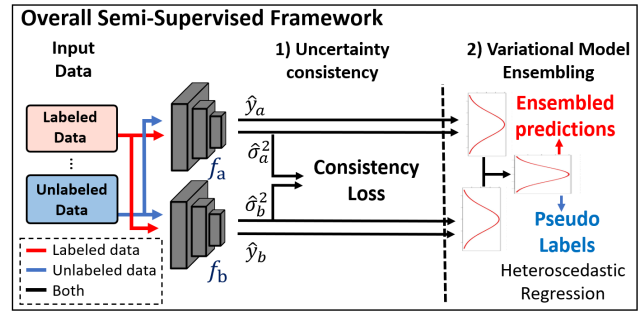 Overall Semi-Supervised Framework
Input
Data
1) Uncertainty
consistency
2) Variational Model
Ensembling
Labeled
Data
...
Unlabeled
Data
f_a
f_b
ŷ_a
σ̂_a^2
Consistency
Loss
σ̂_b^2
ŷ_b
Ensembled
predictions
Pseudo
Labels
Heteroscedastic
Regression
Labeled data
Unlabeled data
Both